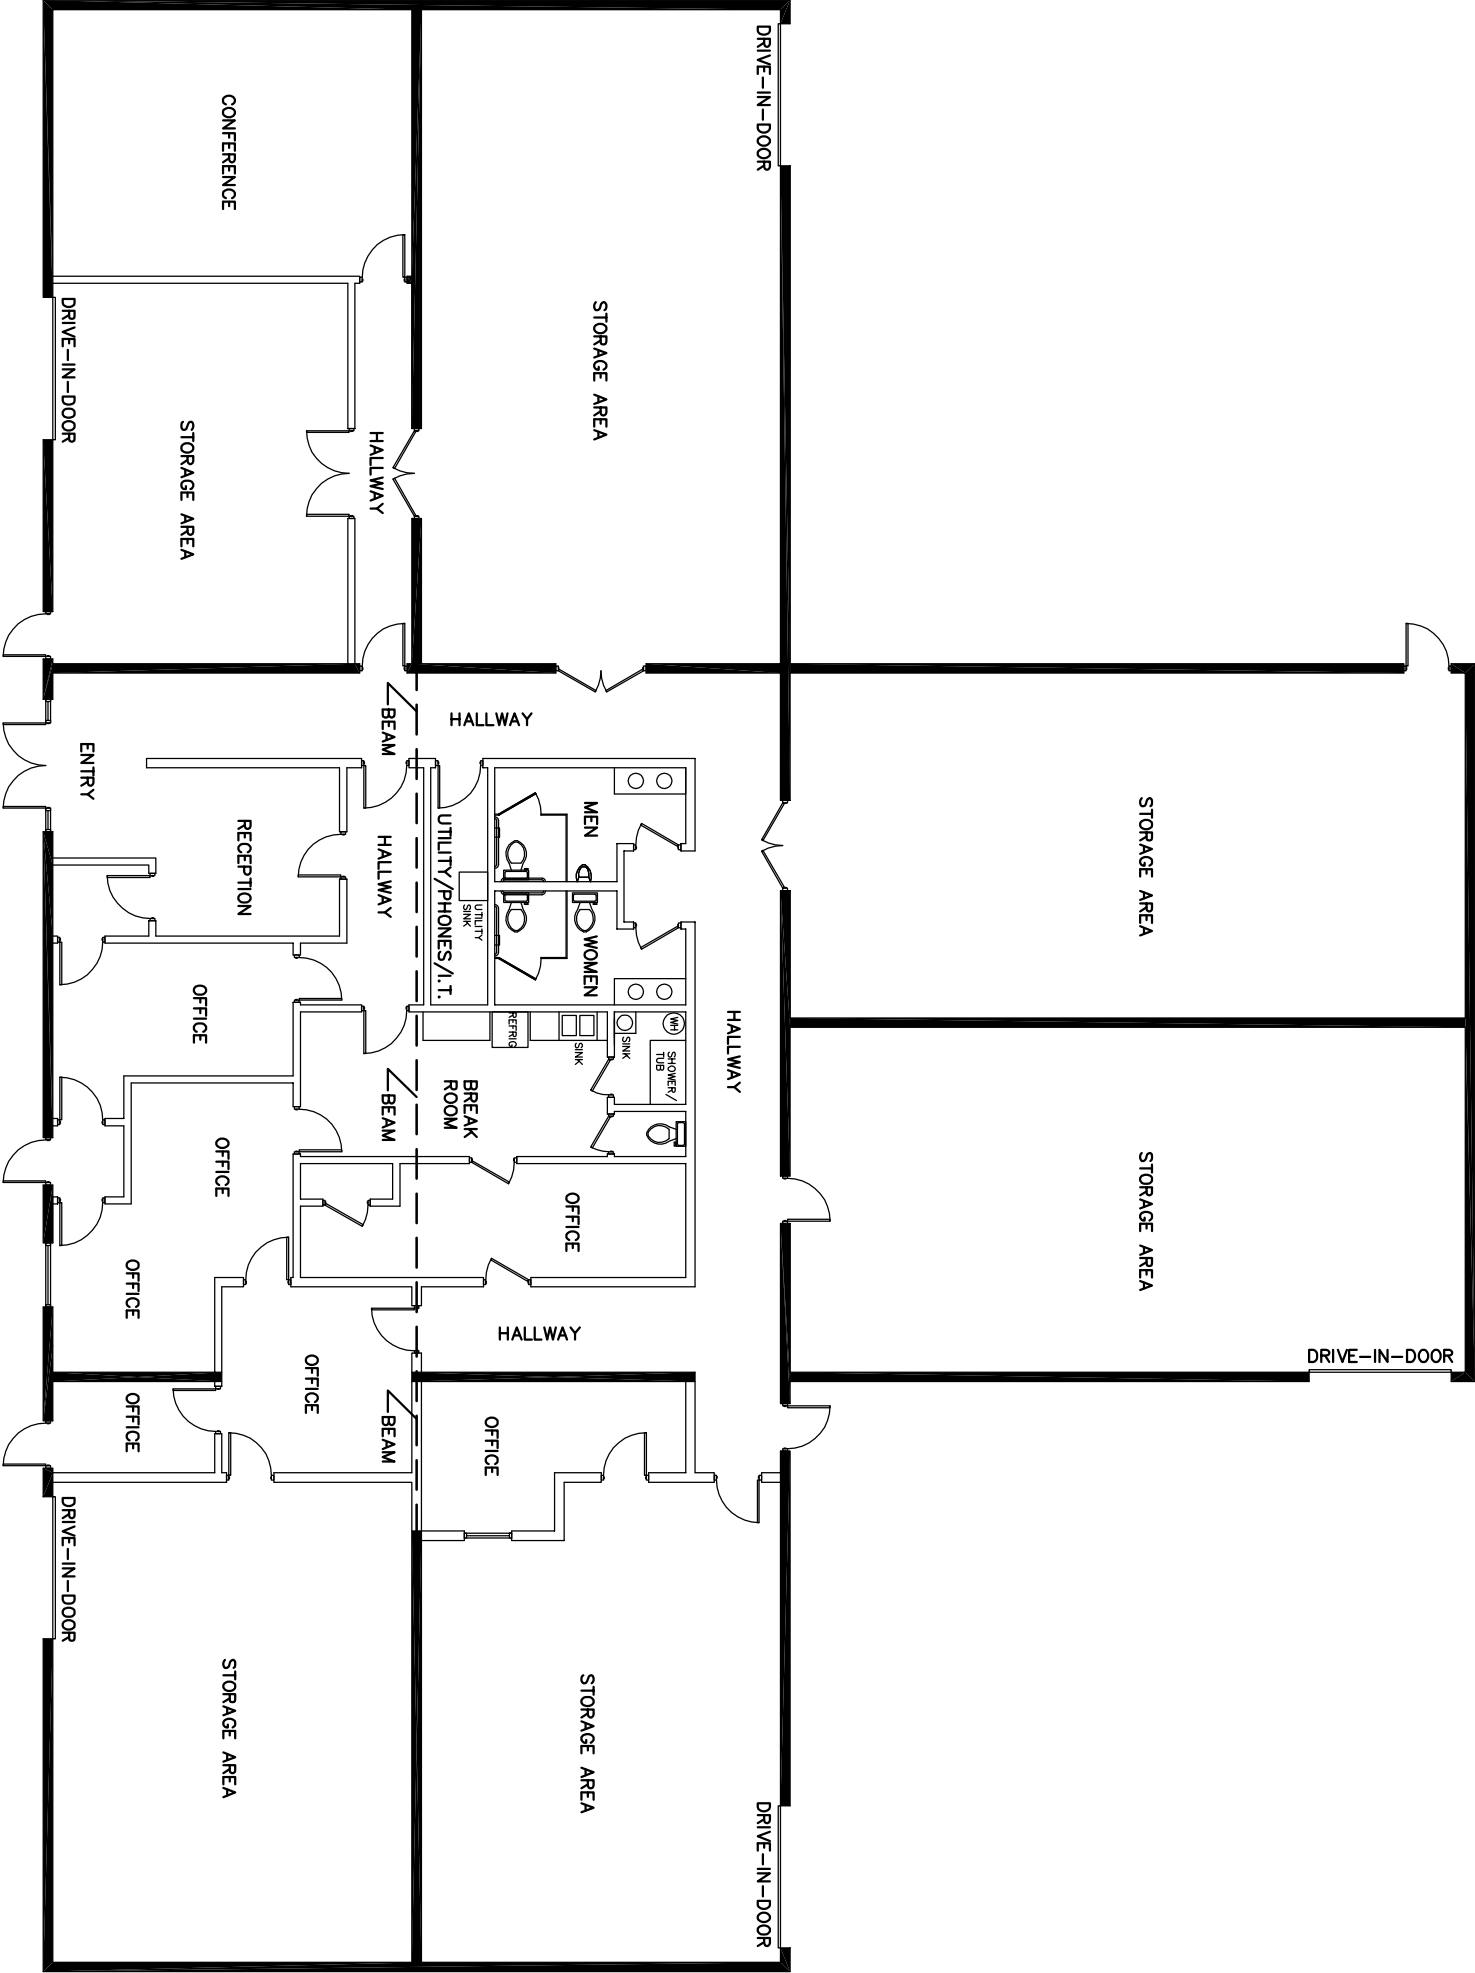 DRIVE-IN-DOOR
CONFERENCE
STORAGE AREA
DRIVE-IN-DOOR
STORAGE AREA
HALLWAY
BEAM
HALLWAY
ENTRY
RECEPTION
HALLWAY
UTILITY/PHONES/I.T.
UTILITY
SINK
MEN
WOMEN
STORAGE AREA
OFFICE
REFRIG
SINK
SINK
WH
SHOWER/
TUB
HALLWAY
BEAM
BREAK
ROOM
OFFICE
OFFICE
STORAGE AREA
OFFICE
HALLWAY
DRIVE-IN-DOOR
OFFICE
OFFICE
BEAM
OFFICE
DRIVE-IN-DOOR
STORAGE AREA
STORAGE AREA
DRIVE-IN-DOOR